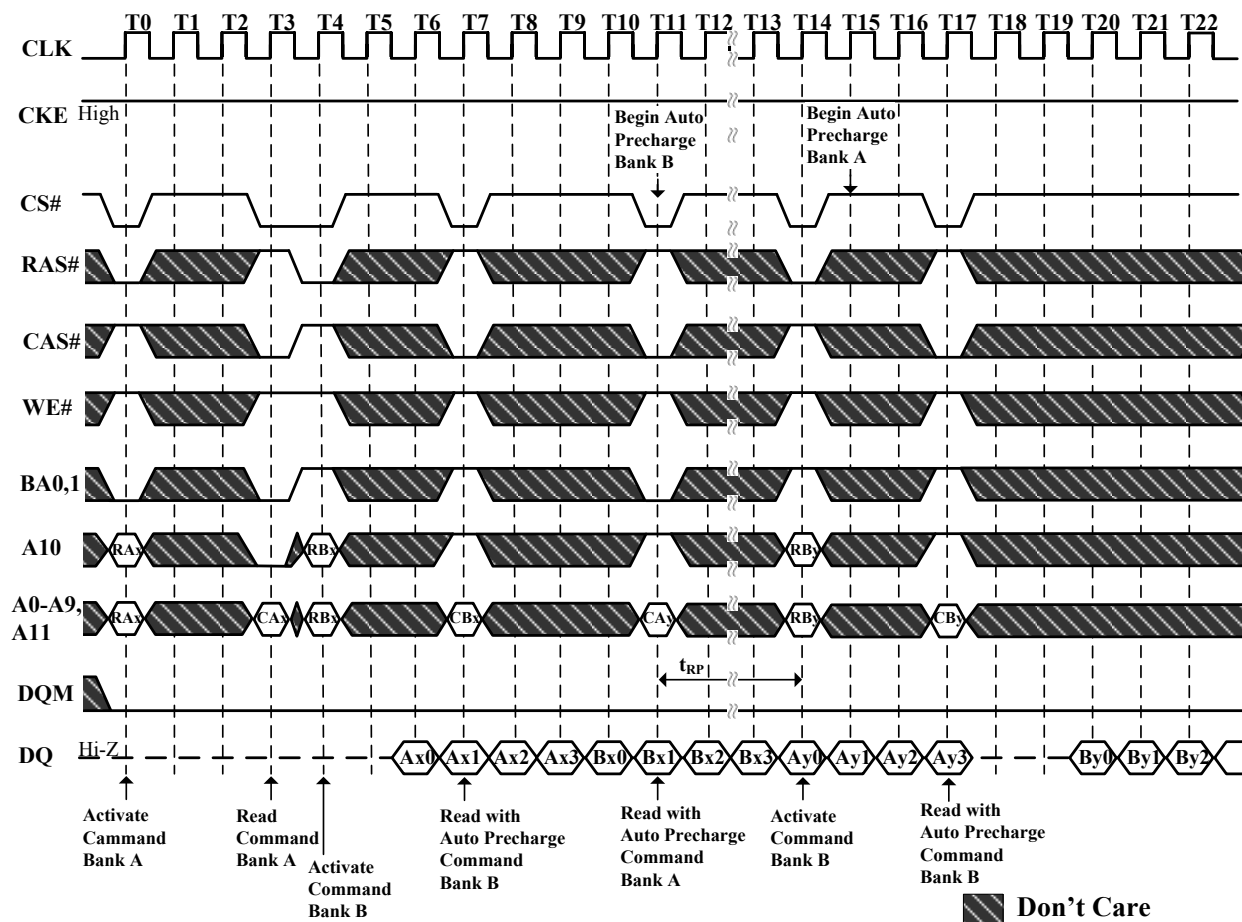 T0 T1 T2 T3 T4 T5 T6 T7 T8 T9 T10 T11 T12 T13 T14 T15 T16 T17 T18 T19 T20 T21 T22
CLK
CKE High
Begin Auto
Precharge
Bank B
Begin Auto
Precharge
Bank A
CS#
RAS#
CAS#
WE#
BA0,1
A10 RAx RBx RBy
A0-A9,
A11
RAx CAx RBx CBx CAy RBy CBy
tRP
DQM
DQ Hi-Z Ax0 Ax1 Ax2 Ax3 Bx0 Bx1 Bx2 Bx3 Ay0 Ay1 Ay2 Ay3 By0 By1 By2
Activate
Cammand
Bank A
Read
Command
Bank A
Activate
Command
Bank B
Read with
Auto Precharge
Command
Bank B
Read with
Auto Precharge
Command
Bank A
Activate
Command
Bank B
Read with
Auto Precharge
Command
Bank B
Don't Care